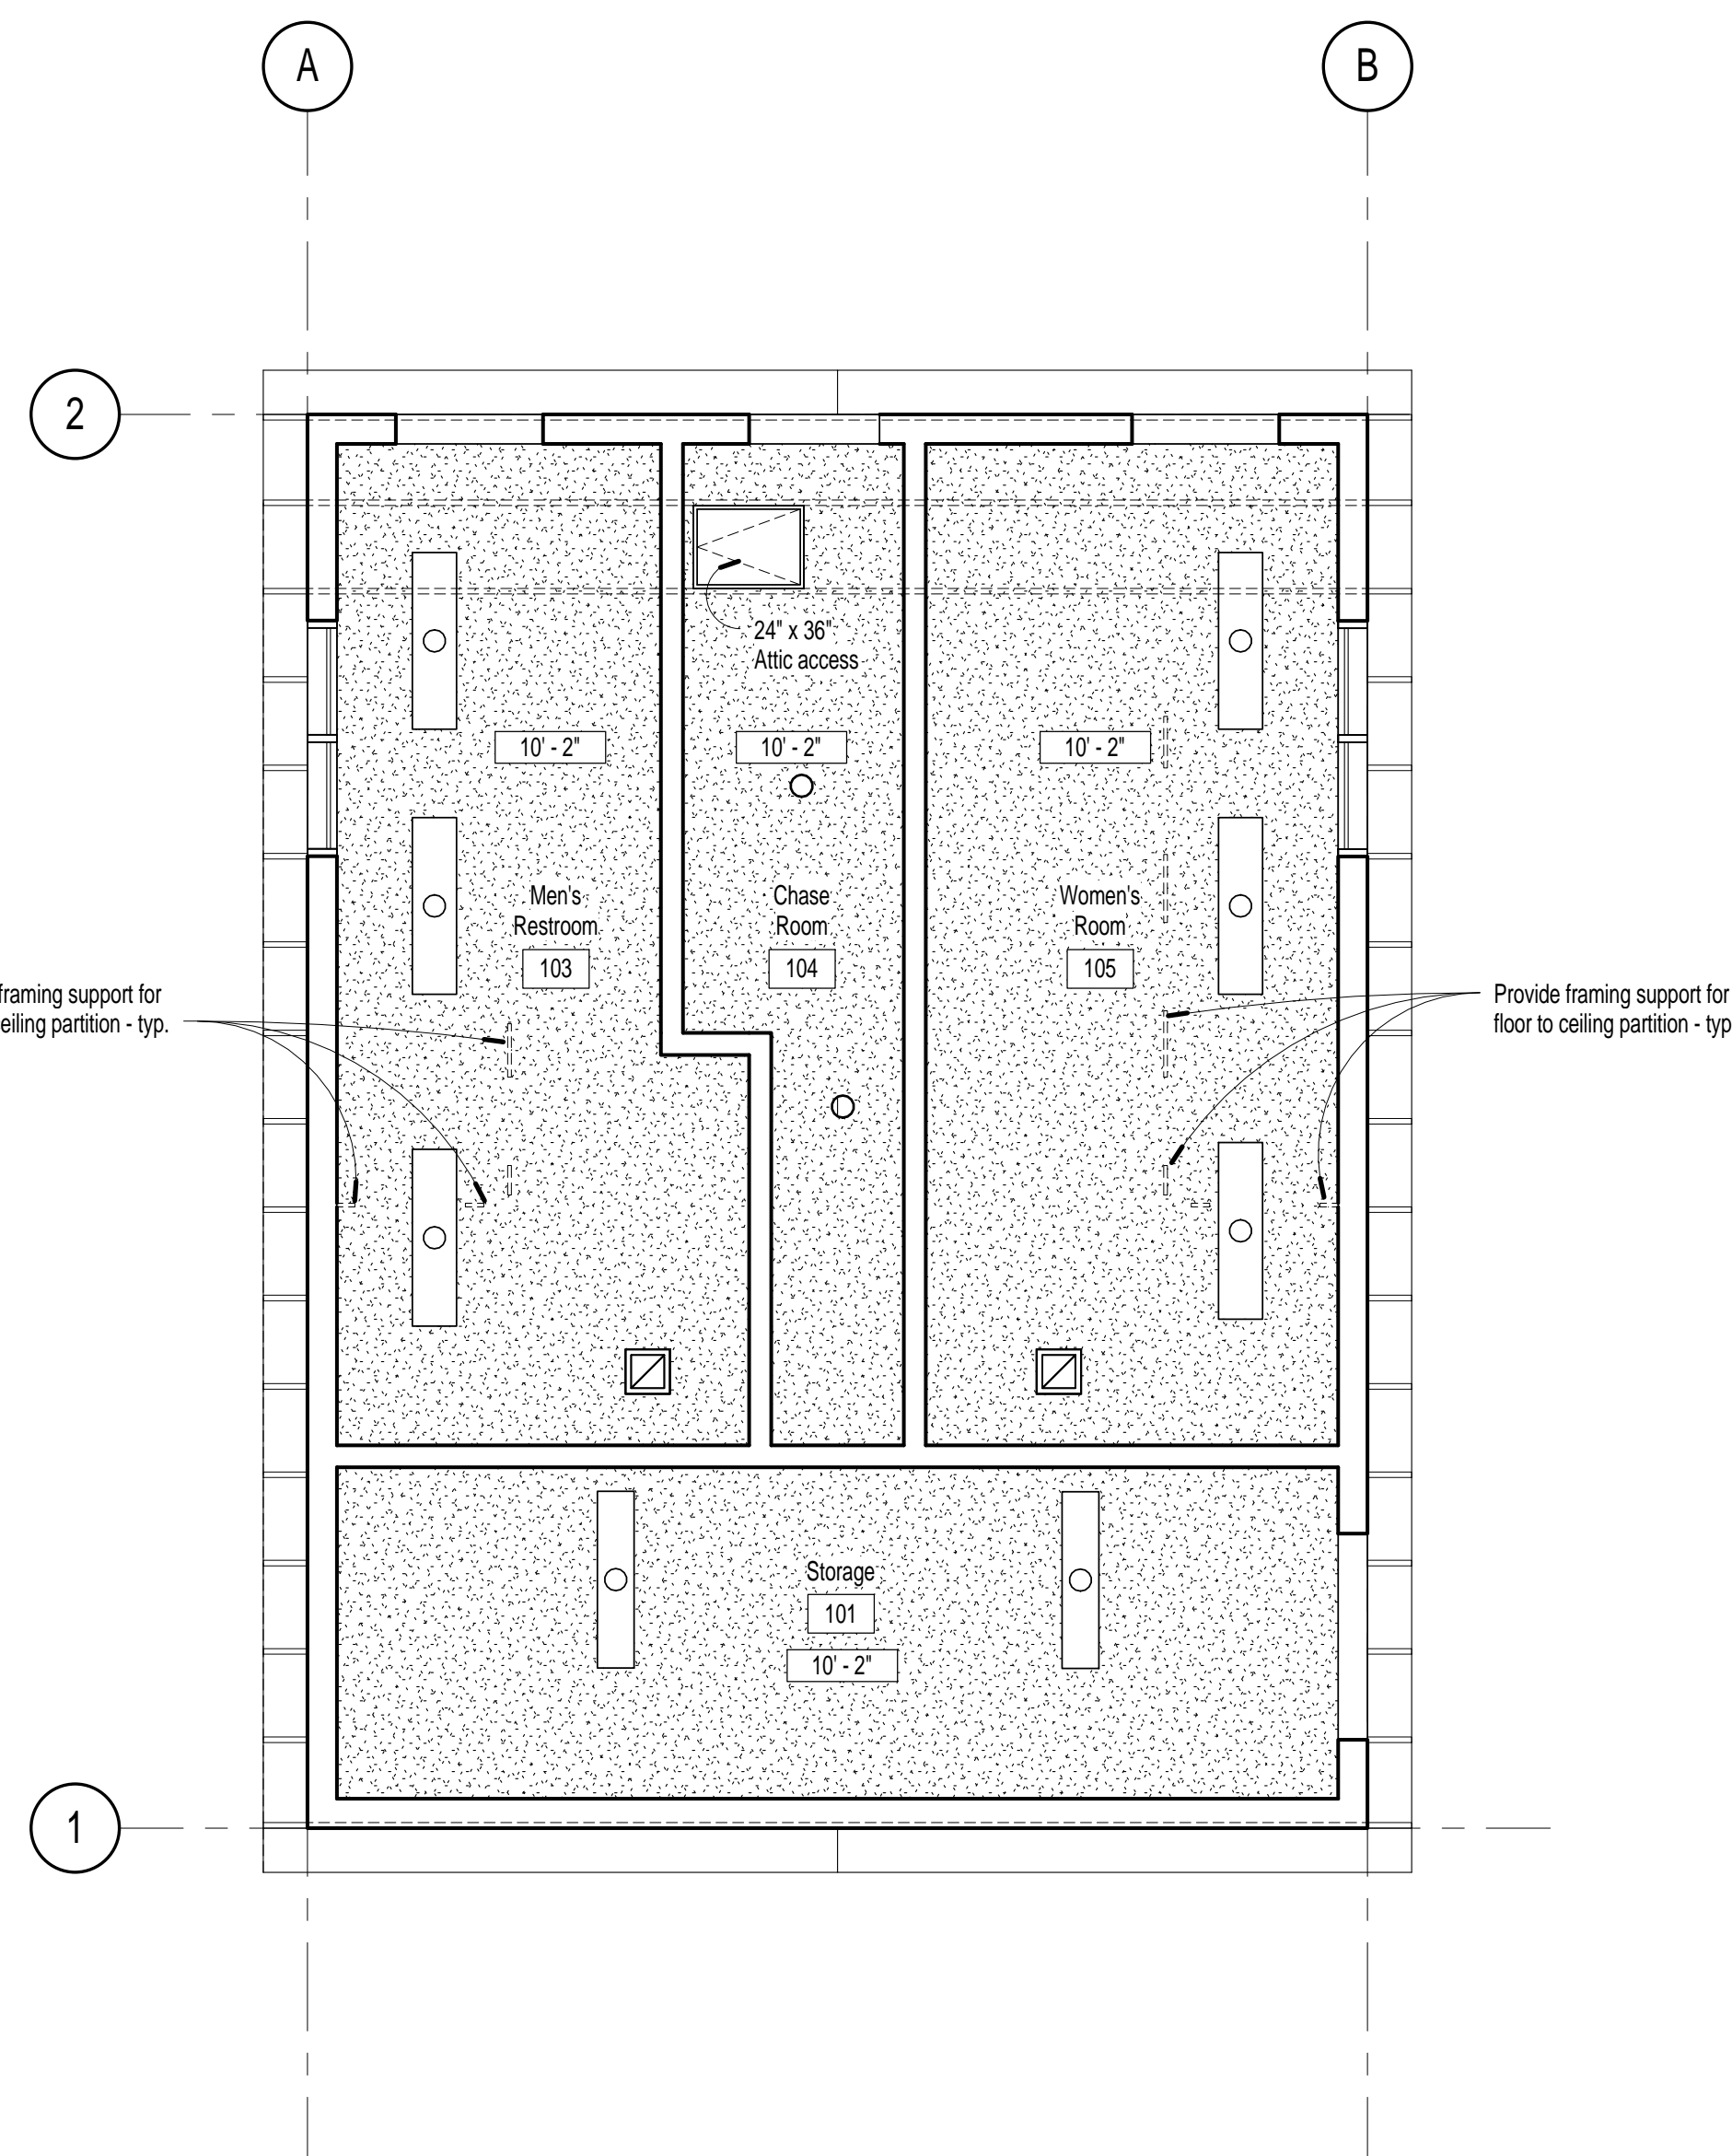 A
B
2
24" x 36"
Attic access
10' - 2"
10' - 2"
10' - 2"
Men's
Restroom
103
Chase
Room
104
Women's
Room
105
framing support for
eiling partition - typ.
Provide framing support for
floor to ceiling partition - typ
Storage
101
10' - 2"
1